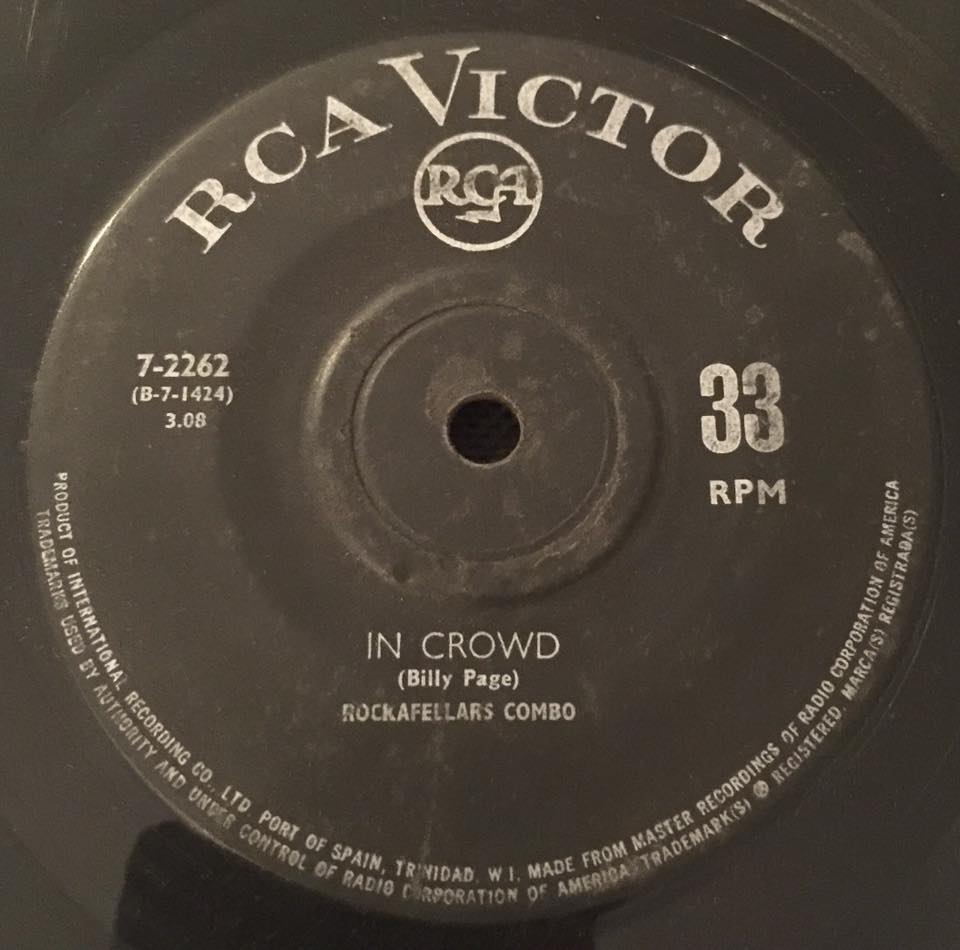 RCA VICTOR
RCA
7-2262
(B-7-1424)
3.08
33
RPM
IN CROWD
(Billy Page)
ROCKAFELLARS COMBO
PRODUCT OF INTERNATIONAL RECORDING CO., LTD PORT OF SPAIN, TRINIDAD. W I. MADE FROM MASTER RECORDINGS OF RADIO CORPORATION OF AMERICA
TRADEMARKS USED BY AUTHORITY AND UNDER CONTROL OF RADIO CORPORATION OF AMERICA, TRADEMARK(S) ® REGISTERED. MARCA(S) REGISTRADA(S)